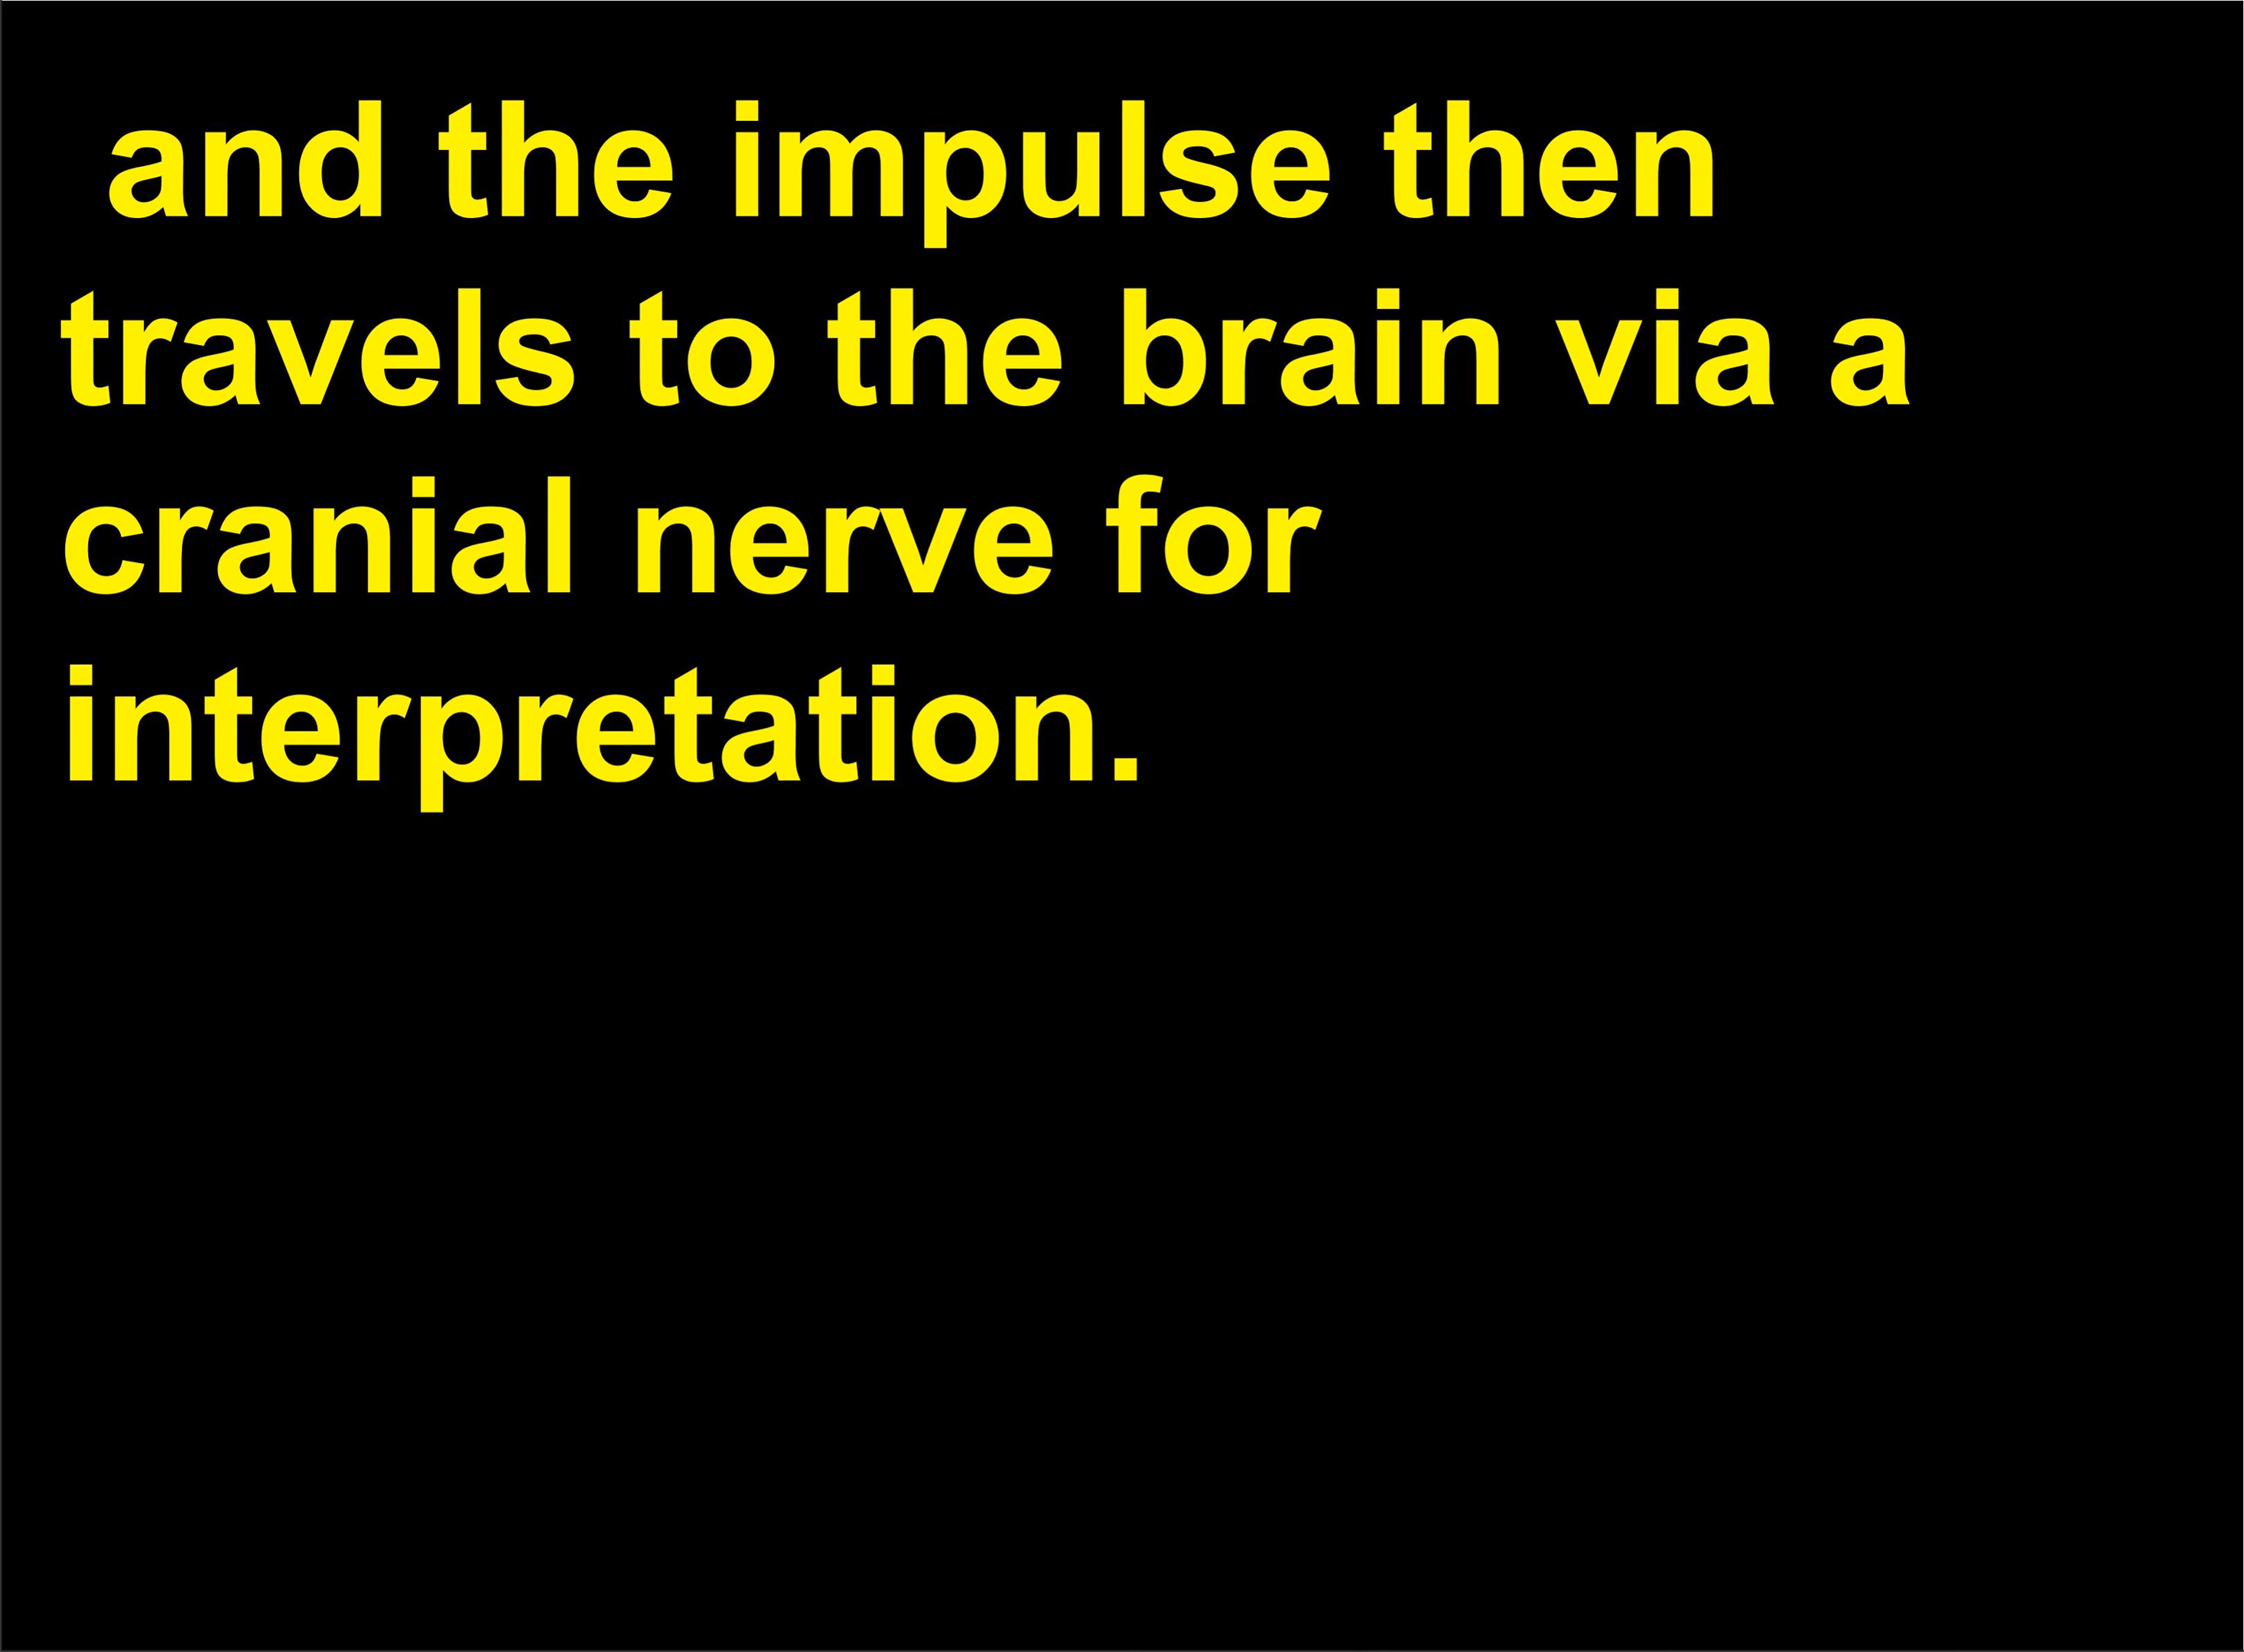 and the impulse then
travels to the brain via a
cranial nerve for
interpretation.